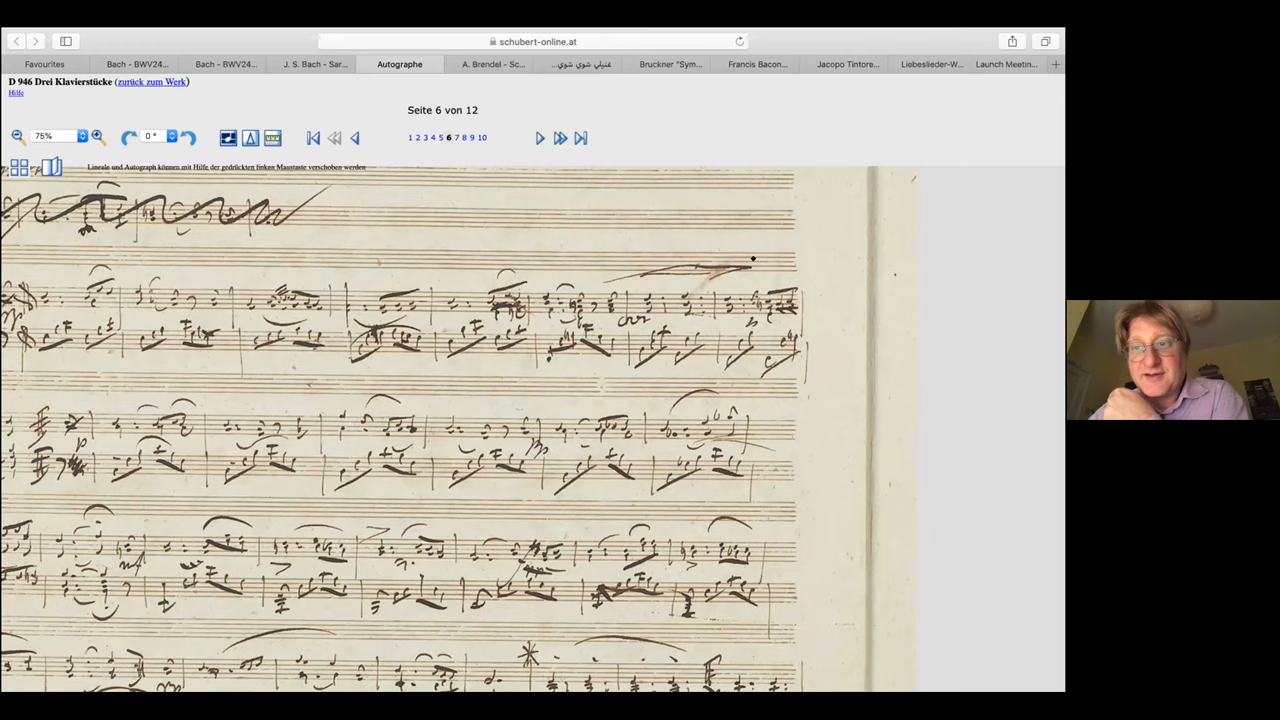 schubert-online.at
Favourites
Bach - BWV24...
Bach - BWV24...
J. S. Bach - Sar...
Autographe
A. Brendel - Sc...
غنيلي شوي شوي...
Bruckner "Sym...
Francis Bacon...
Jacopo Tintore...
Liebeslieder-W...
Launch Meetin...
D 946 Drei Klavierstücke (zurück zum Werk)
Hilfe
Seite 6 von 12
75%
0 °
1 2 3 4 5 6 7 8 9 10
Lineale und Autograph können mit Hilfe der gedrückten linken Maustaste verschoben werden